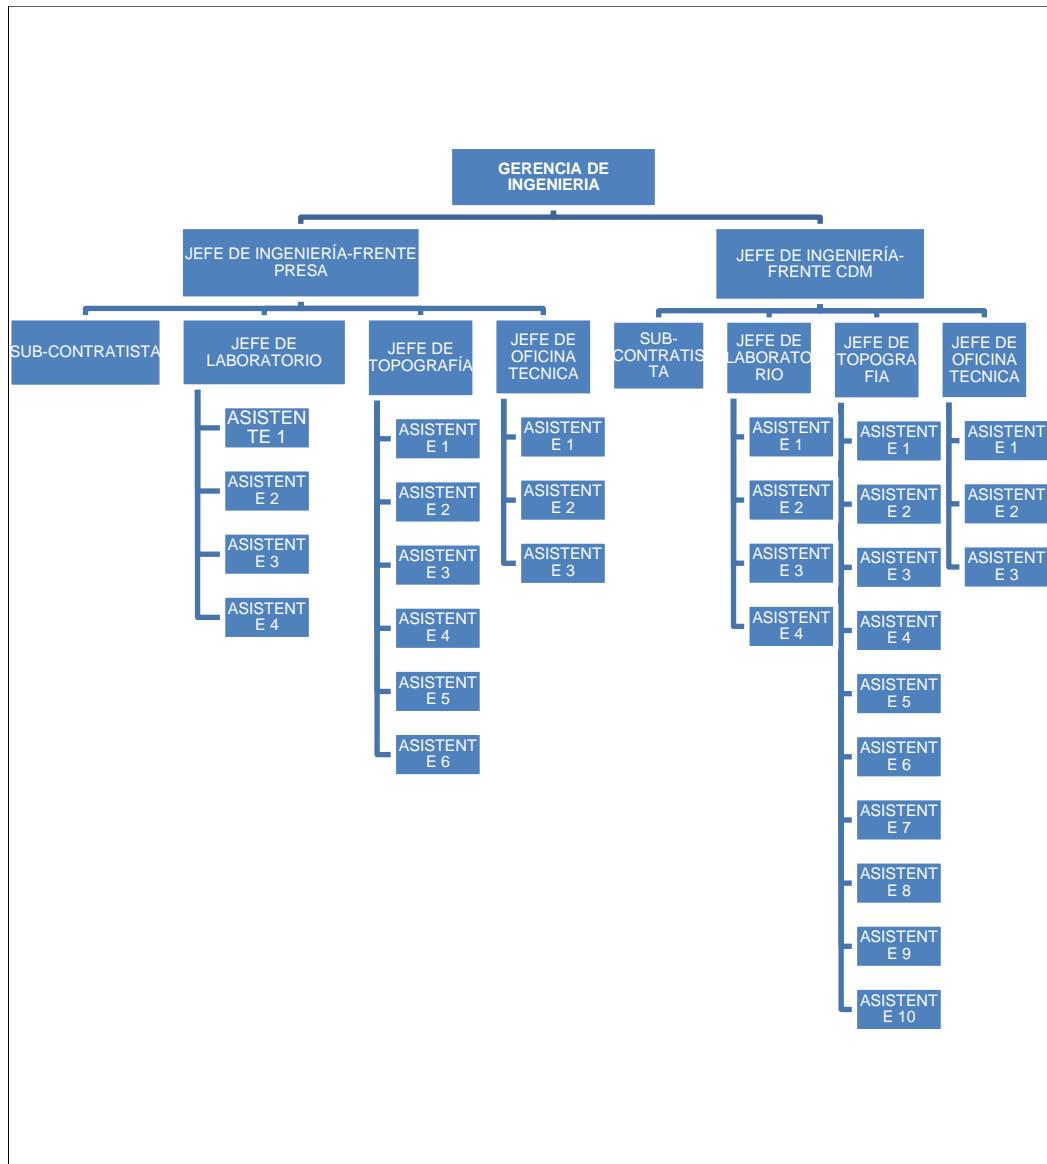 GERENCIA DE
INGENIERIA
JEFE DE INGENIERÍA-FRENTE
PRESA
JEFE DE INGENIERÍA-
FRENTE CDM
SUB-CONTRATISTA
JEFE DE
LABORATORIO
JEFE DE
TOPOGRAFÍA
JEFE DE
OFICINA
TECNICA
SUB-
CONTRATIS
TA
JEFE DE
LABORATO
RIO
JEFE DE
TOPOGRA
FIA
JEFE DE
OFICINA
TECNICA
ASISTEN
TE 1
ASISTENT
E 2
ASISTENT
E 3
ASISTENT
E 4
ASISTENT
E 1
ASISTENT
E 2
ASISTENT
E 3
ASISTENT
E 4
ASISTENT
E 5
ASISTENT
E 6
ASISTENT
E 1
ASISTENT
E 2
ASISTENT
E 3
ASISTENT
E 1
ASISTENT
E 2
ASISTENT
E 3
ASISTENT
E 4
ASISTENT
E 1
ASISTENT
E 2
ASISTENT
E 3
ASISTENT
E 4
ASISTENT
E 5
ASISTENT
E 6
ASISTENT
E 7
ASISTENT
E 8
ASISTENT
E 9
ASISTENT
E 10
ASISTENT
E 1
ASISTENT
E 2
ASISTENT
E 3